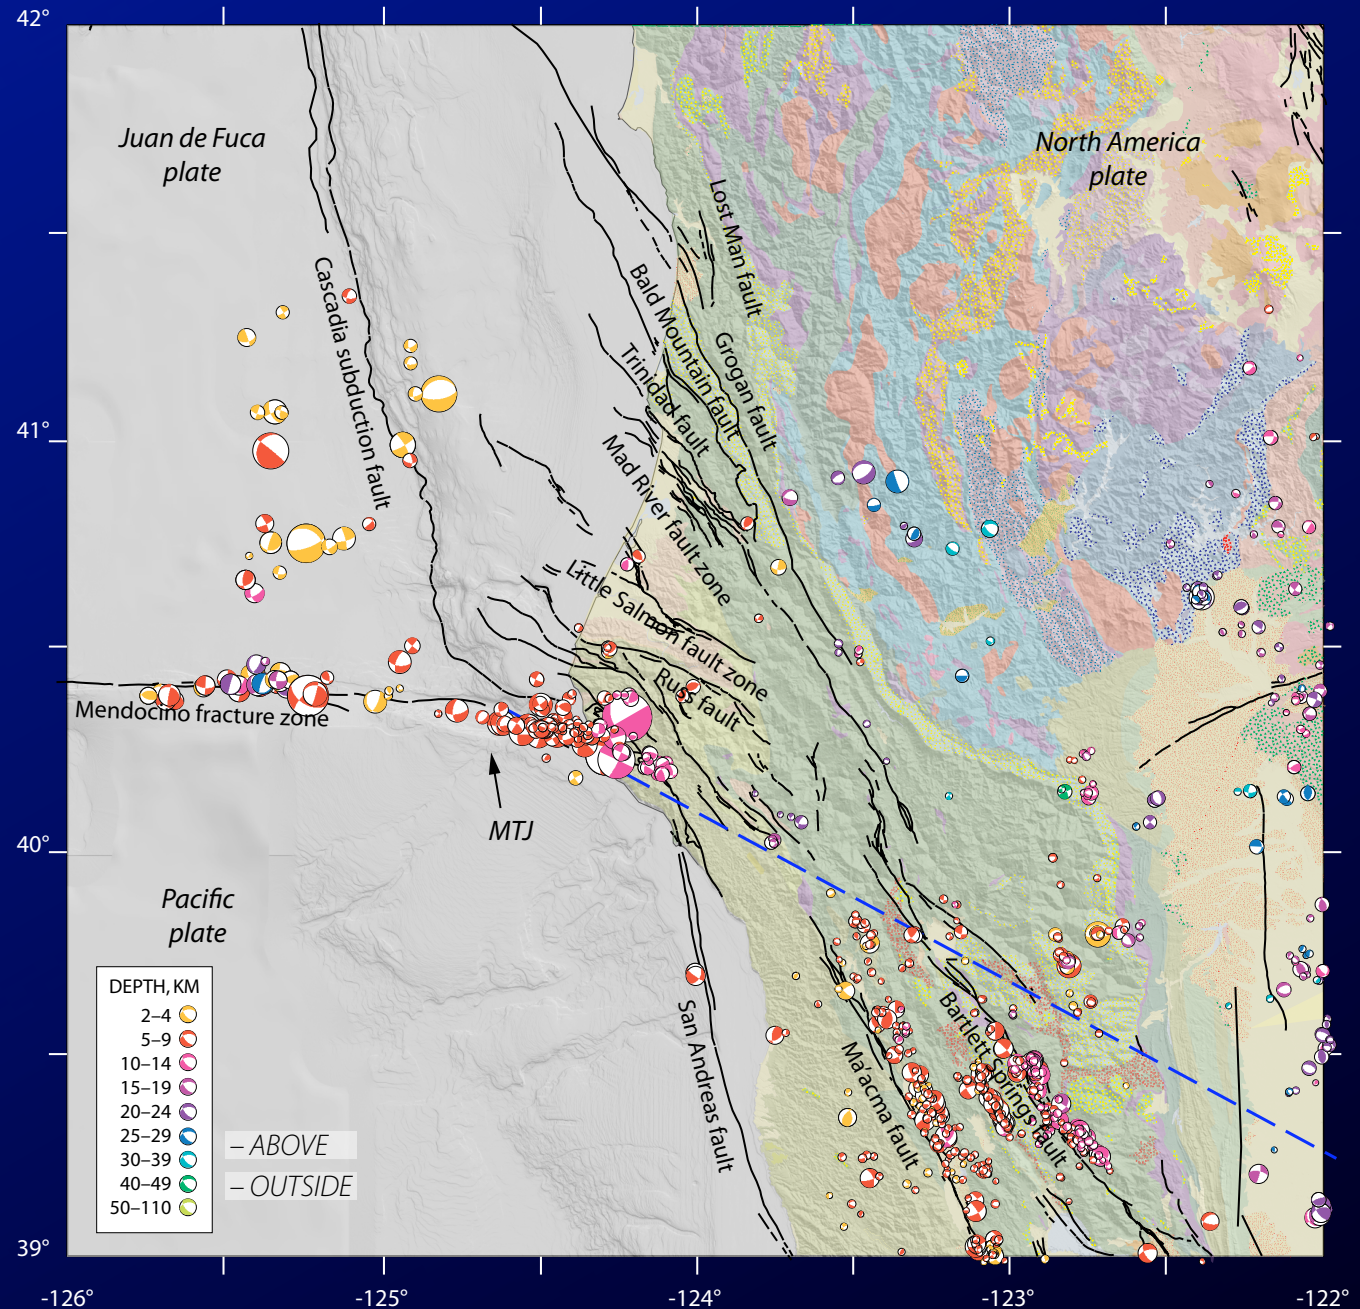 42°
Juan de Fuca
plate
North America
plate
Lost Man fault
Cascadia subduction fault
Bald Mountain fault
Grogan fault
Trinidad fault
41°
Mad River fault zone
Little Salmon fault zone
Russ fault
Mendocino fracture zone
MTJ
40°
Pacific
plate
DEPTH, KM
2–4
5–9
10–14
15–19
20–24
25–29
30–39
40–49
50–110
– ABOVE
– OUTSIDE
San Andreas fault
Ma'acma fault
Bartlett Springs fault
39°
-126°
-125°
-124°
-123°
-122°